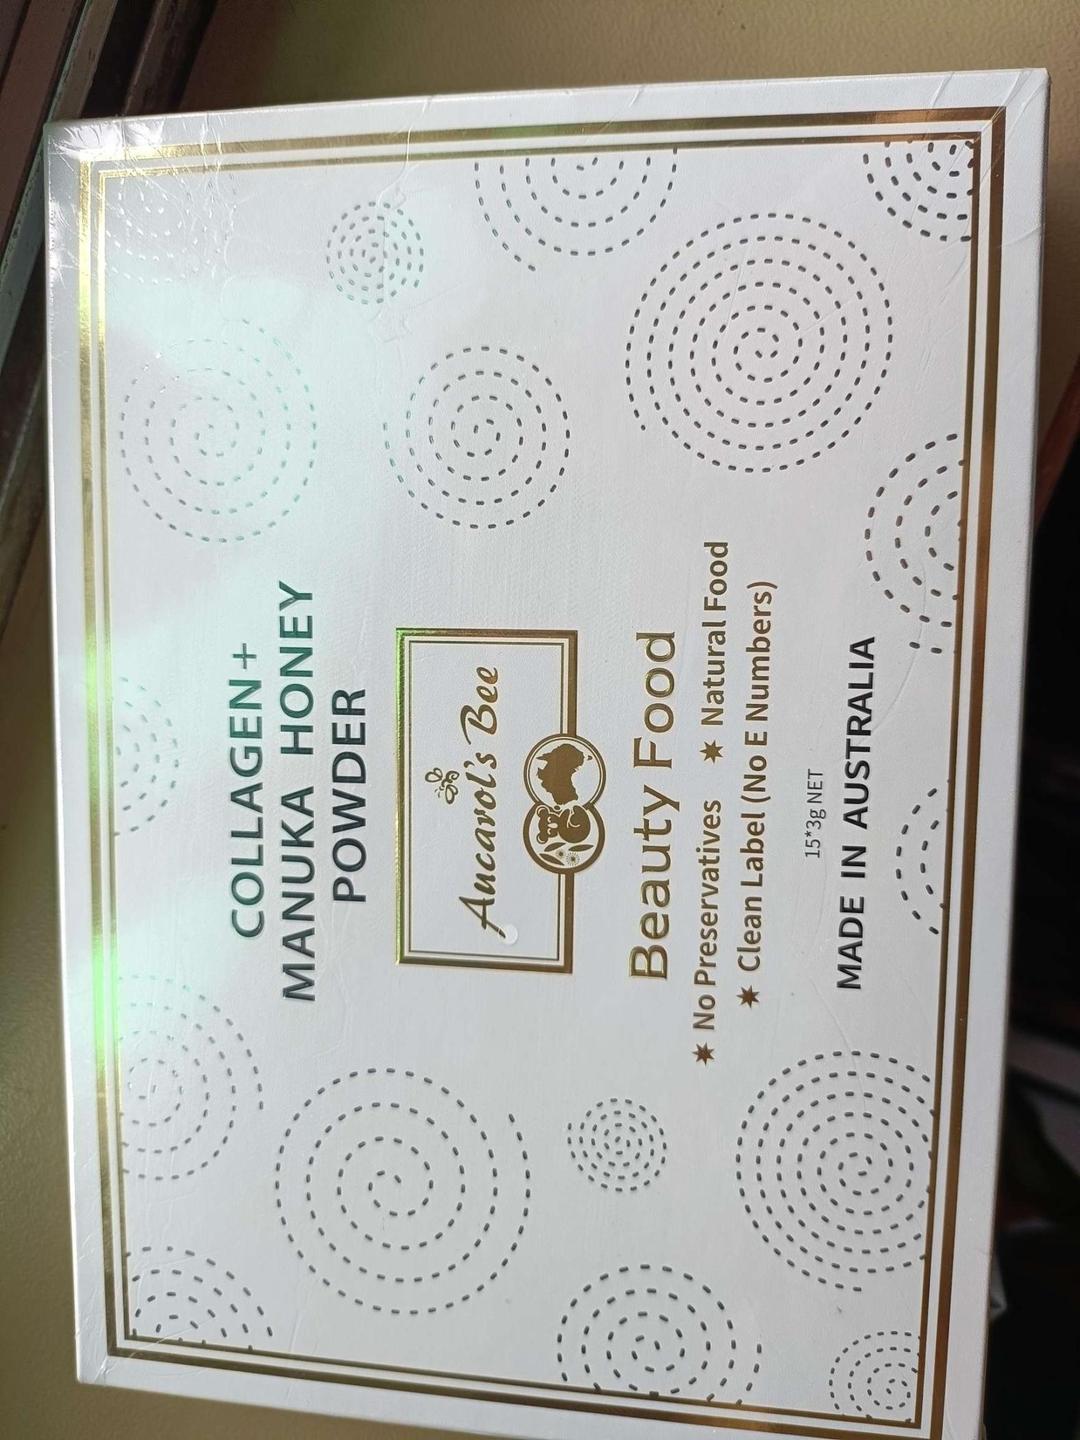 COLLAGEN+
MANUKA HONEY
POWDER
Aucarol's Bee
Beauty Food
✷ No Preservatives ✷ Natural Food
✷ Clean Label (No E Numbers)
15*3g NET
MADE IN AUSTRALIA